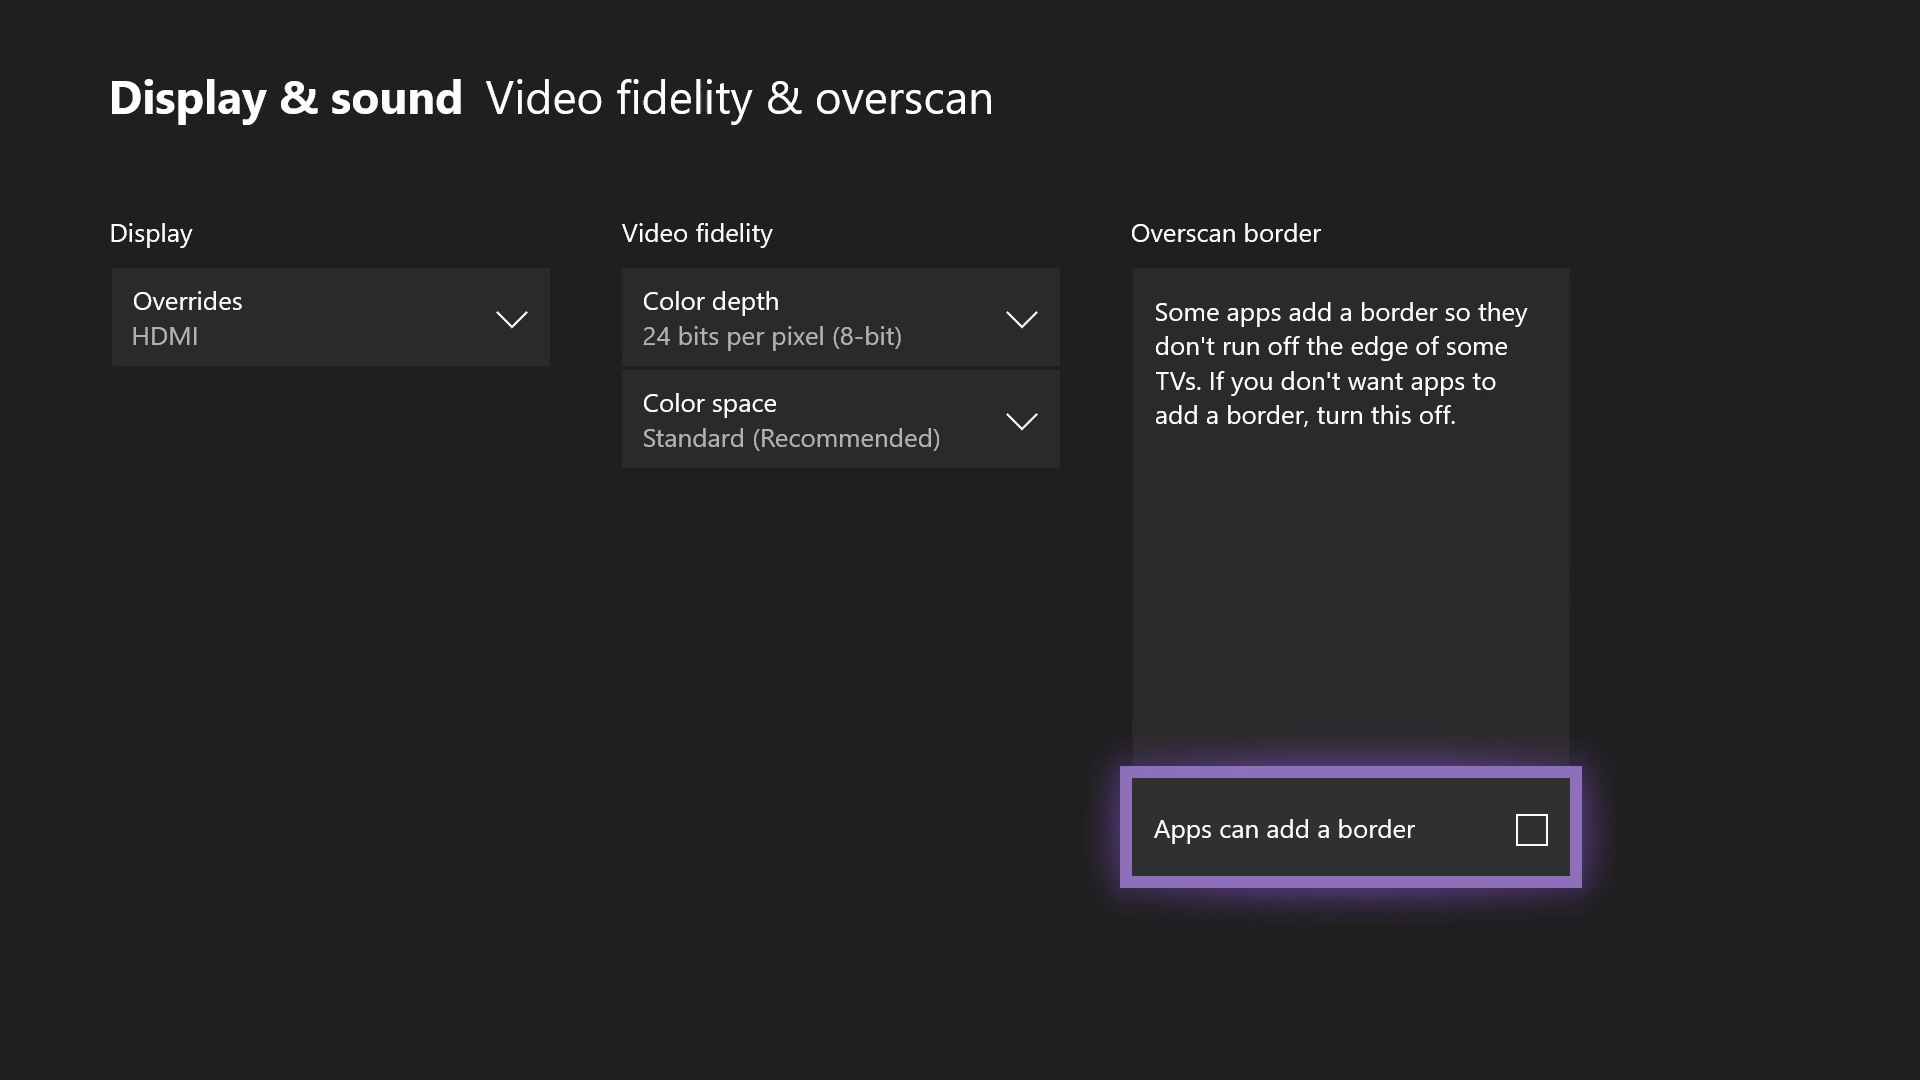 Display & sound Video fidelity & overscan
Display
Overrides
HDMI
Video fidelity
Color depth
24 bits per pixel (8-bit)
Color space
Standard (Recommended)
Overscan border
Some apps add a border so they
don't run off the edge of some
TVs. If you don't want apps to
add a border, turn this off.
Apps can add a border